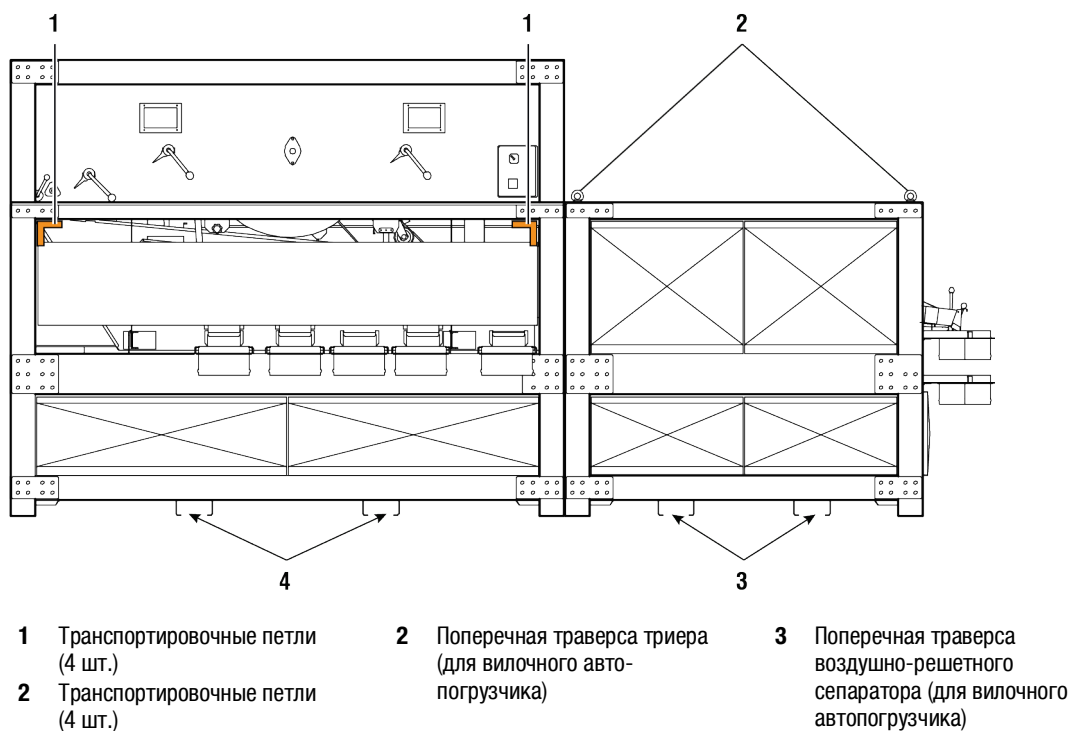 1
1
2
4
3
1 Транспортировочные петли
(4 шт.)
2 Транспортировочные петли
(4 шт.)
2 Поперечная траверса триера
(для вилочного авто-
погрузчика)
3 Поперечная траверса
воздушно-решетного
сепаратора (для вилочного
автопогрузчика)